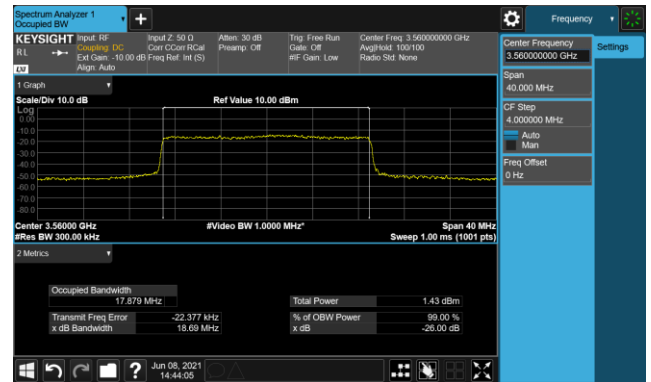 Spectrum Analyzer 1
Occupied BW
Frequency
KEYSIGHT
RL
LXI
Input: RF
Coupling: DC
Ext Gain: -10.00 dB
Align: Auto
Input Z: 50 Ω
Corr CCorr RCal
Freq Ref: Int (S)
Atten: 30 dB
Preamp: Off
Trig: Free Run
Gate: Off
#IF Gain: Low
Center Freq: 3.560000000 GHz
Avg|Hold: 100/100
Radio Std: None
Center Frequency
3.560000000 GHz
Settings
Span
40.000 MHz
CF Step
4.000000 MHz
Auto
Man
Freq Offset
0 Hz
1 Graph
Scale/Div 10.0 dB
Ref Value 10.00 dBm
Log
0.00
-10.0
-20.0
-30.0
-40.0
-50.0
-60.0
-70.0
-80.0
Center 3.56000 GHz
#Video BW 1.0000 MHz*
Span 40 MHz
#Res BW 300.00 kHz
Sweep 1.00 ms (1001 pts)
2 Metrics
Occupied Bandwidth
17.879 MHz
Total Power 1.43 dBm
Transmit Freq Error -22.377 kHz
% of OBW Power 99.00 %
x dB Bandwidth 18.69 MHz
x dB -26.00 dB
?
Jun 08, 2021
14:44:05